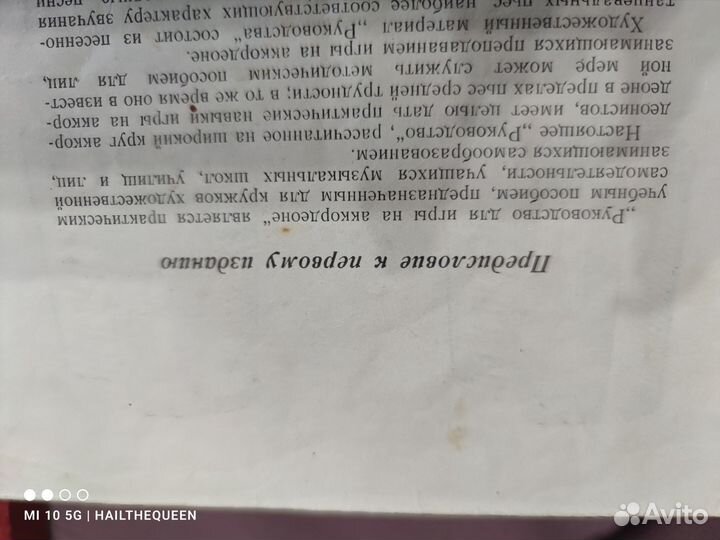 Предисловие к первому изданию
„Руководство для игры на аккордеоне“ является практическим
учебным пособием, предназначенным для кружков художественной
самодеятельности, учащихся музыкальных школ, училищ и лиц,
занимающихся самообразованием.
Настоящее „Руководство“, рассчитанное на широкий круг аккор-
деонистов, имеет целью дать практические навыки игры на аккор-
деоне в пределах пьес средней трудности; в то же время оно в извест-
ной мере может служить методическим пособием для лиц,
занимающихся преподаванием игры на аккордеоне.
Художественный материал „Руководства“ состоит из песенно-
танцевальных пьес наиболее соответствующих характеру звучания
песни
MI 10 5G | HAILTHEQUEEN
Avito